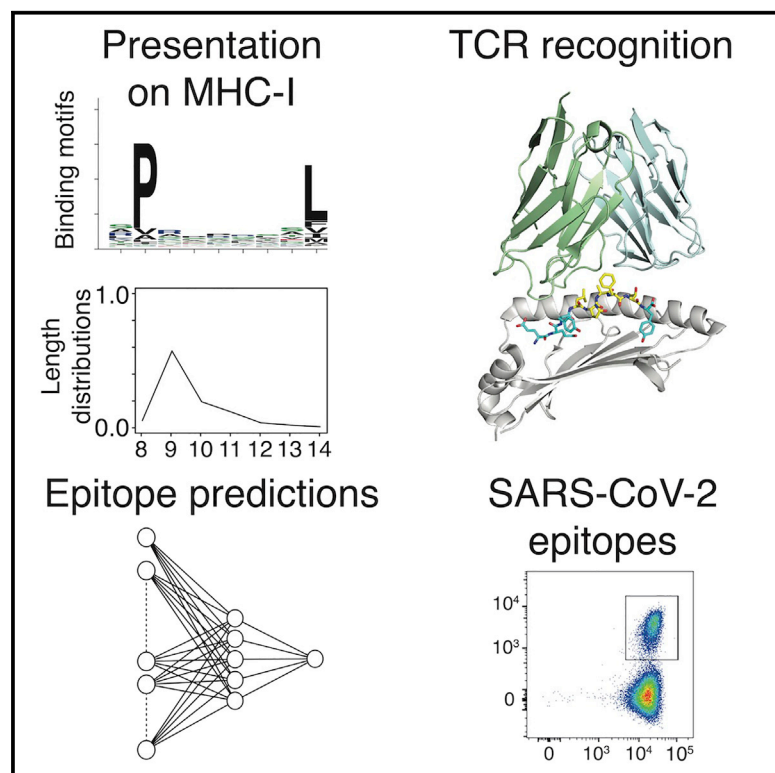 Presentation
on MHC-I
Binding motifs
P
L
Length
distributions
1.0
0.0
8 9 10 11 12 13 14
TCR recognition
Epitope predictions
SARS-CoV-2
epitopes
10⁴
10³
0
0 10³ 10⁴ 10⁵